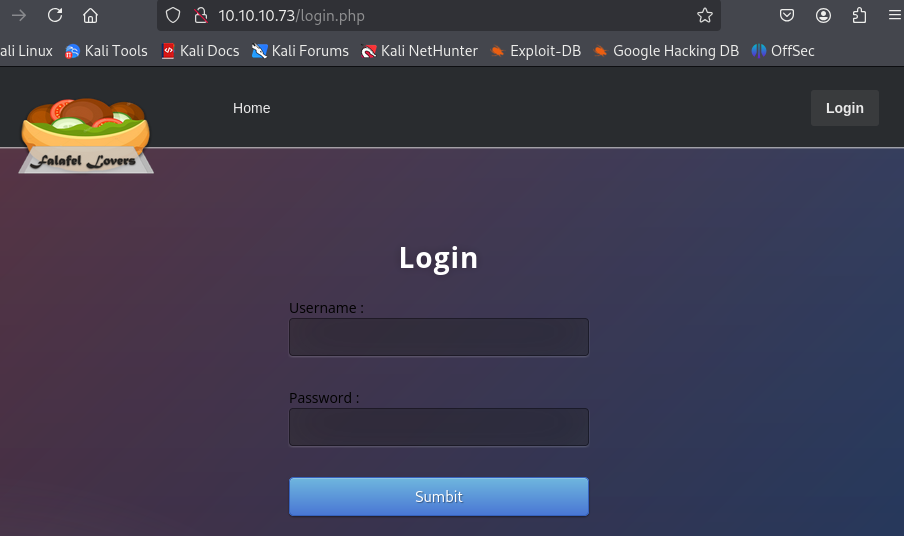 10.10.10.73/login.php
ali Linux Kali Tools Kali Docs Kali Forums Kali NetHunter Exploit-DB Google Hacking DB OffSec
Home Login
Falafel Lovers
Login
Username :
Password :
Sumbit